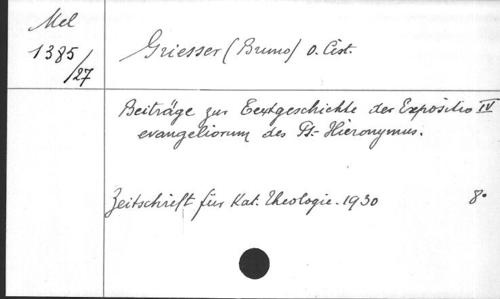 Mel
1385/27
Griesser (Bruno) O. Cist.
Beiträge zur Textgeschichte der Expositio IV
evangeliorum des Ps.-Hieronymus.
Zeitschrift für Kat. Theologie. 1930 8°